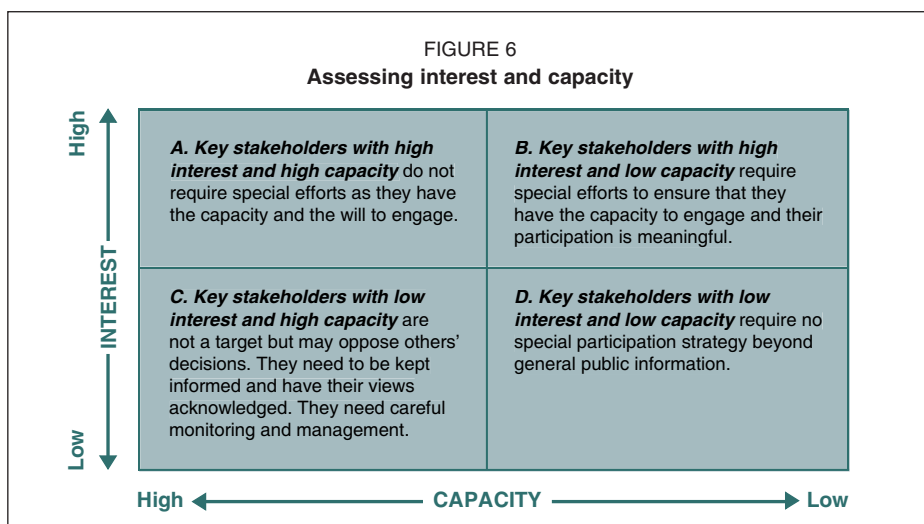 FIGURE 6
Assessing interest and capacity
High
INTEREST
Low
A. Key stakeholders with high
interest and high capacity do not
require special efforts as they have
the capacity and the will to engage.
B. Key stakeholders with high
interest and low capacity require
special efforts to ensure that they
have the capacity to engage and their
participation is meaningful.
C. Key stakeholders with low
interest and high capacity are
not a target but may oppose others’
decisions. They need to be kept
informed and have their views
acknowledged. They need careful
monitoring and management.
D. Key stakeholders with low
interest and low capacity require no
special participation strategy beyond
general public information.
High
CAPACITY
Low